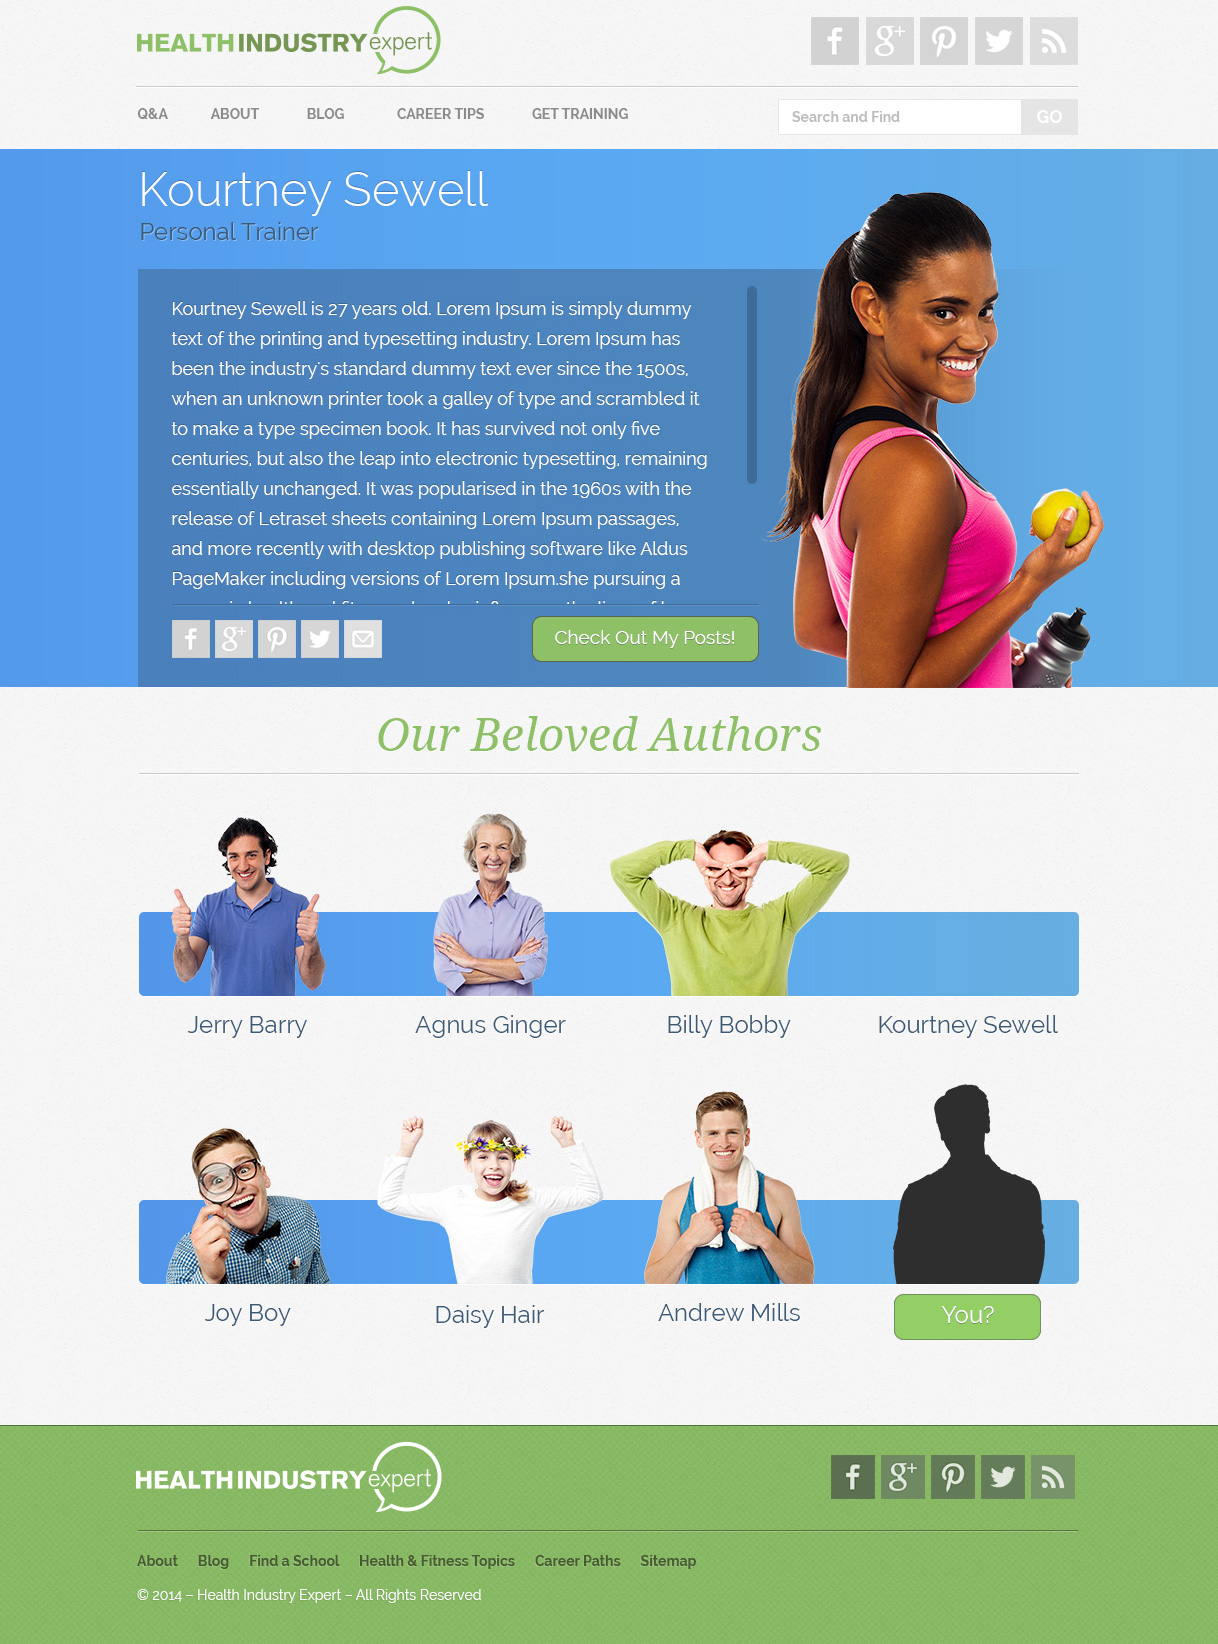 HEALTH INDUSTRY expert
Q&A ABOUT BLOG CAREER TIPS GET TRAINING
Search and Find GO
Kourtney Sewell
Personal Trainer
Kourtney Sewell is 27 years old. Lorem Ipsum is simply dummy
text of the printing and typesetting industry. Lorem Ipsum has
been the industry's standard dummy text ever since the 1500s,
when an unknown printer took a galley of type and scrambled it
to make a type specimen book. It has survived not only five
centuries, but also the leap into electronic typesetting, remaining
essentially unchanged. It was popularised in the 1960s with the
release of Letraset sheets containing Lorem Ipsum passages,
and more recently with desktop publishing software like Aldus
PageMaker including versions of Lorem Ipsum.she pursuing a
Check Out My Posts!
Our Beloved Authors
Jerry Barry Agnus Ginger Billy Bobby Kourtney Sewell
Joy Boy Daisy Hair Andrew Mills You?
HEALTH INDUSTRY expert
About Blog Find a School Health & Fitness Topics Career Paths Sitemap
© 2014 – Health Industry Expert – All Rights Reserved